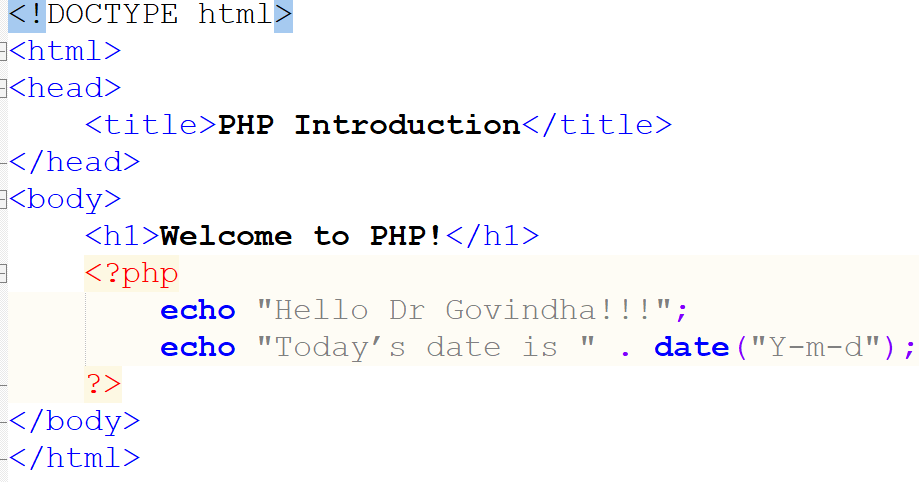 <!DOCTYPE html>
<html>
<head>
    <title>PHP Introduction</title>
</head>
<body>
    <h1>Welcome to PHP!</h1>
    <?php
        echo "Hello Dr Govindha!!!";
        echo "Today’s date is " . date("Y-m-d");
    ?>
</body>
</html>